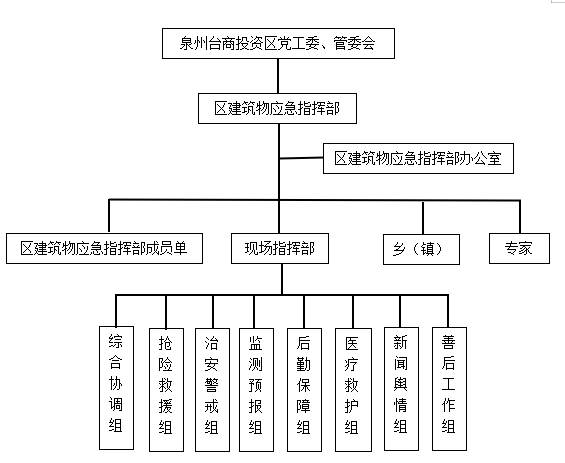 泉州台商投资区党工委、管委会
区建筑物应急指挥部
区建筑物应急指挥部办公室
区建筑物应急指挥部成员单
现场指挥部
乡（镇）
专家
综合协调组
抢险救援组
治安警戒组
监测预报组
后勤保障组
医疗救护组
新闻舆情组
善后工作组